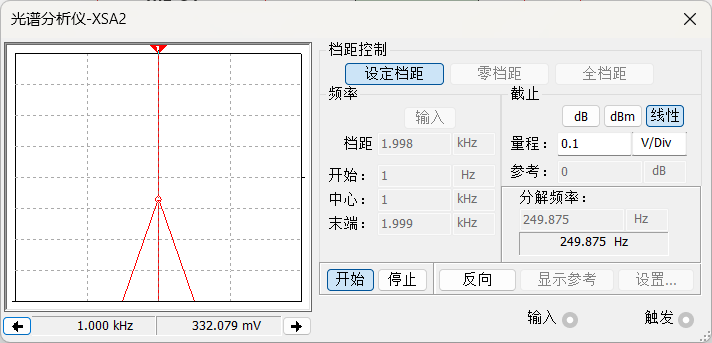 光谱分析仪-XSA2
档距控制
设定档距 零档距 全档距
频率
输入
档距 1.998 kHz
开始: 1 Hz
中心: 1 kHz
末端: 1.999 kHz
截止
dB dBm 线性
量程: 0.1 V/Div
参考: 0 dB
分解频率:
249.875 Hz
249.875 Hz
开始 停止 反向 显示参考 设置...
1.000 kHz 332.079 mV
输入 触发